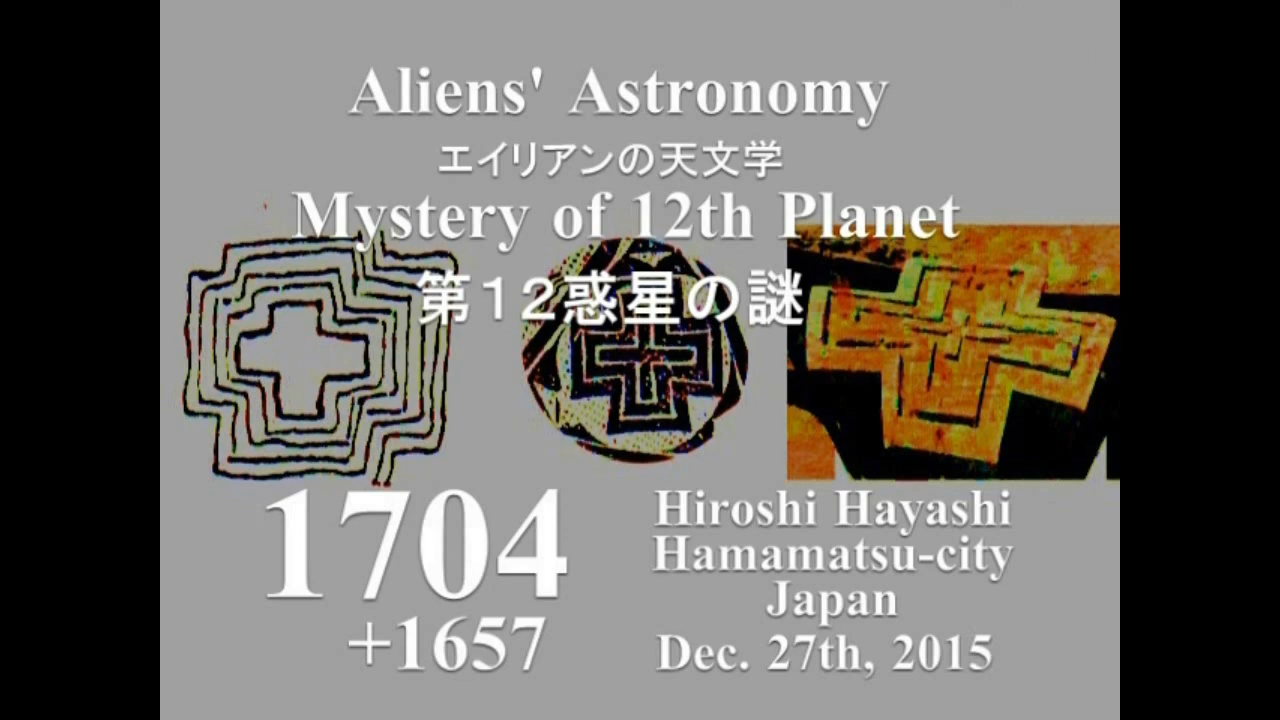 Aliens' Astronomy
エイリアンの天文学
Mystery of 12th Planet
第１２惑星の謎
1704
+1657
Hiroshi Hayashi
Hamamatsu-city
Japan
Dec. 27th, 2015